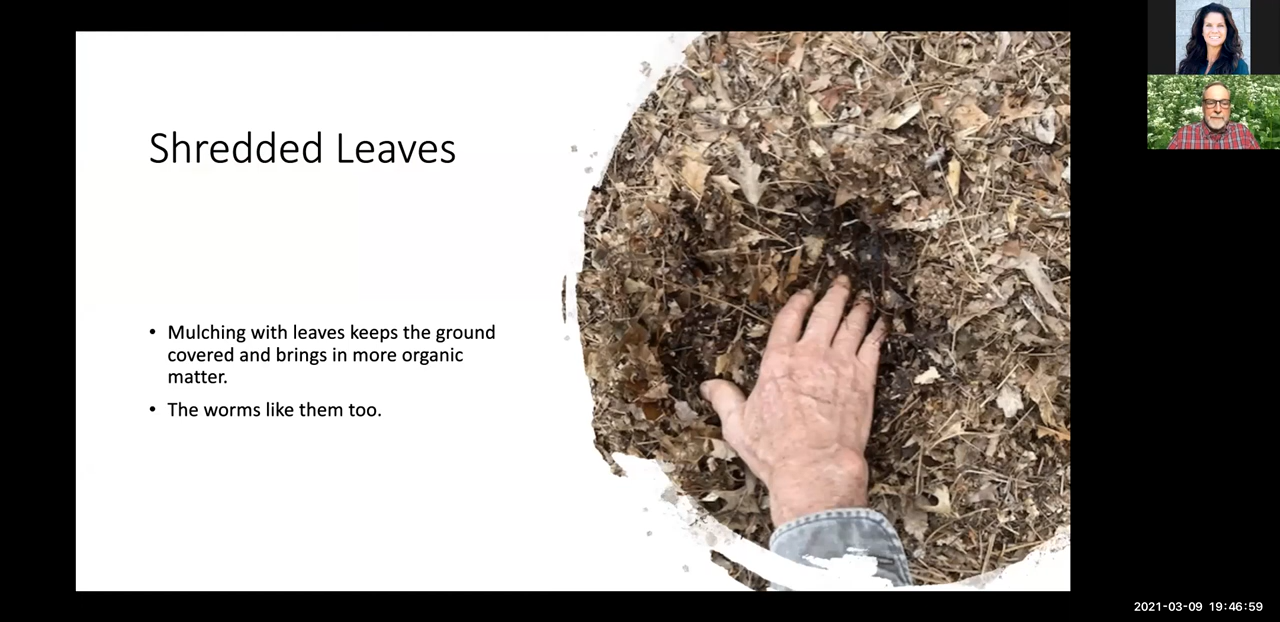 Shredded Leaves
• Mulching with leaves keeps the ground
covered and brings in more organic
matter.
• The worms like them too.
2021-03-09 19:46:59